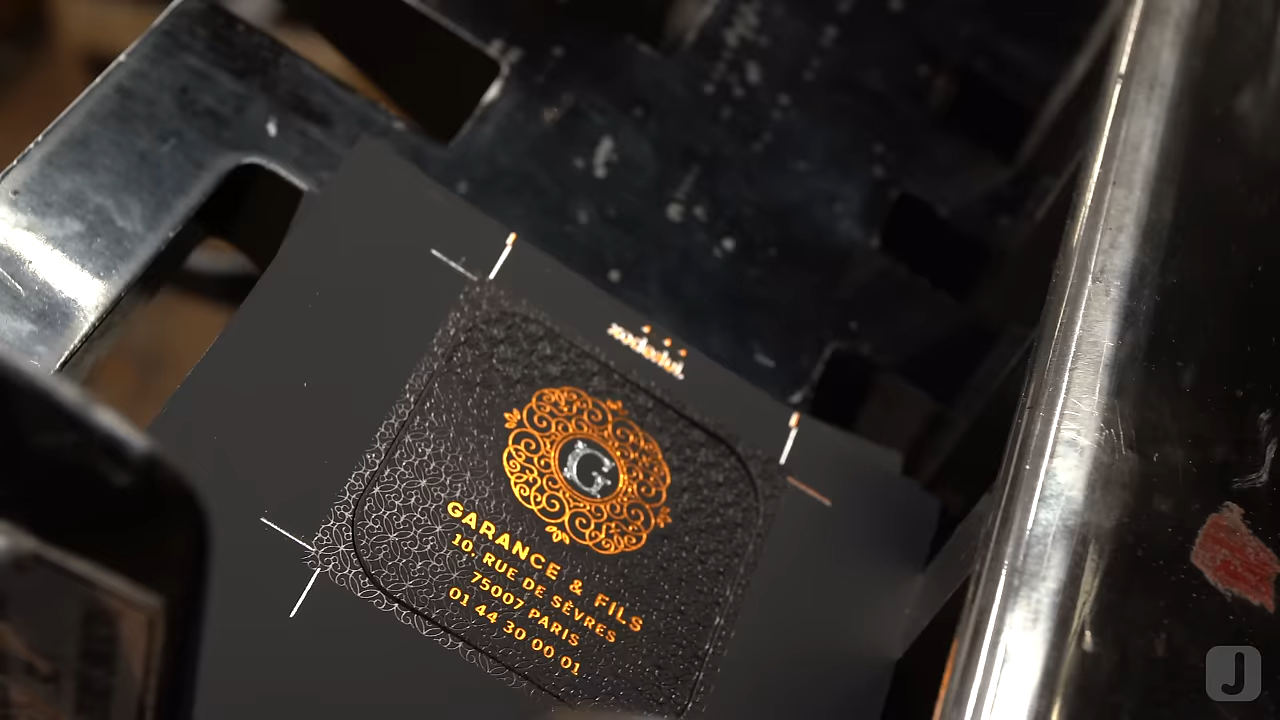 G
GARANCE & FILS
10, RUE DE SÈVRES
75007 PARIS
01 44 30 00 01
J